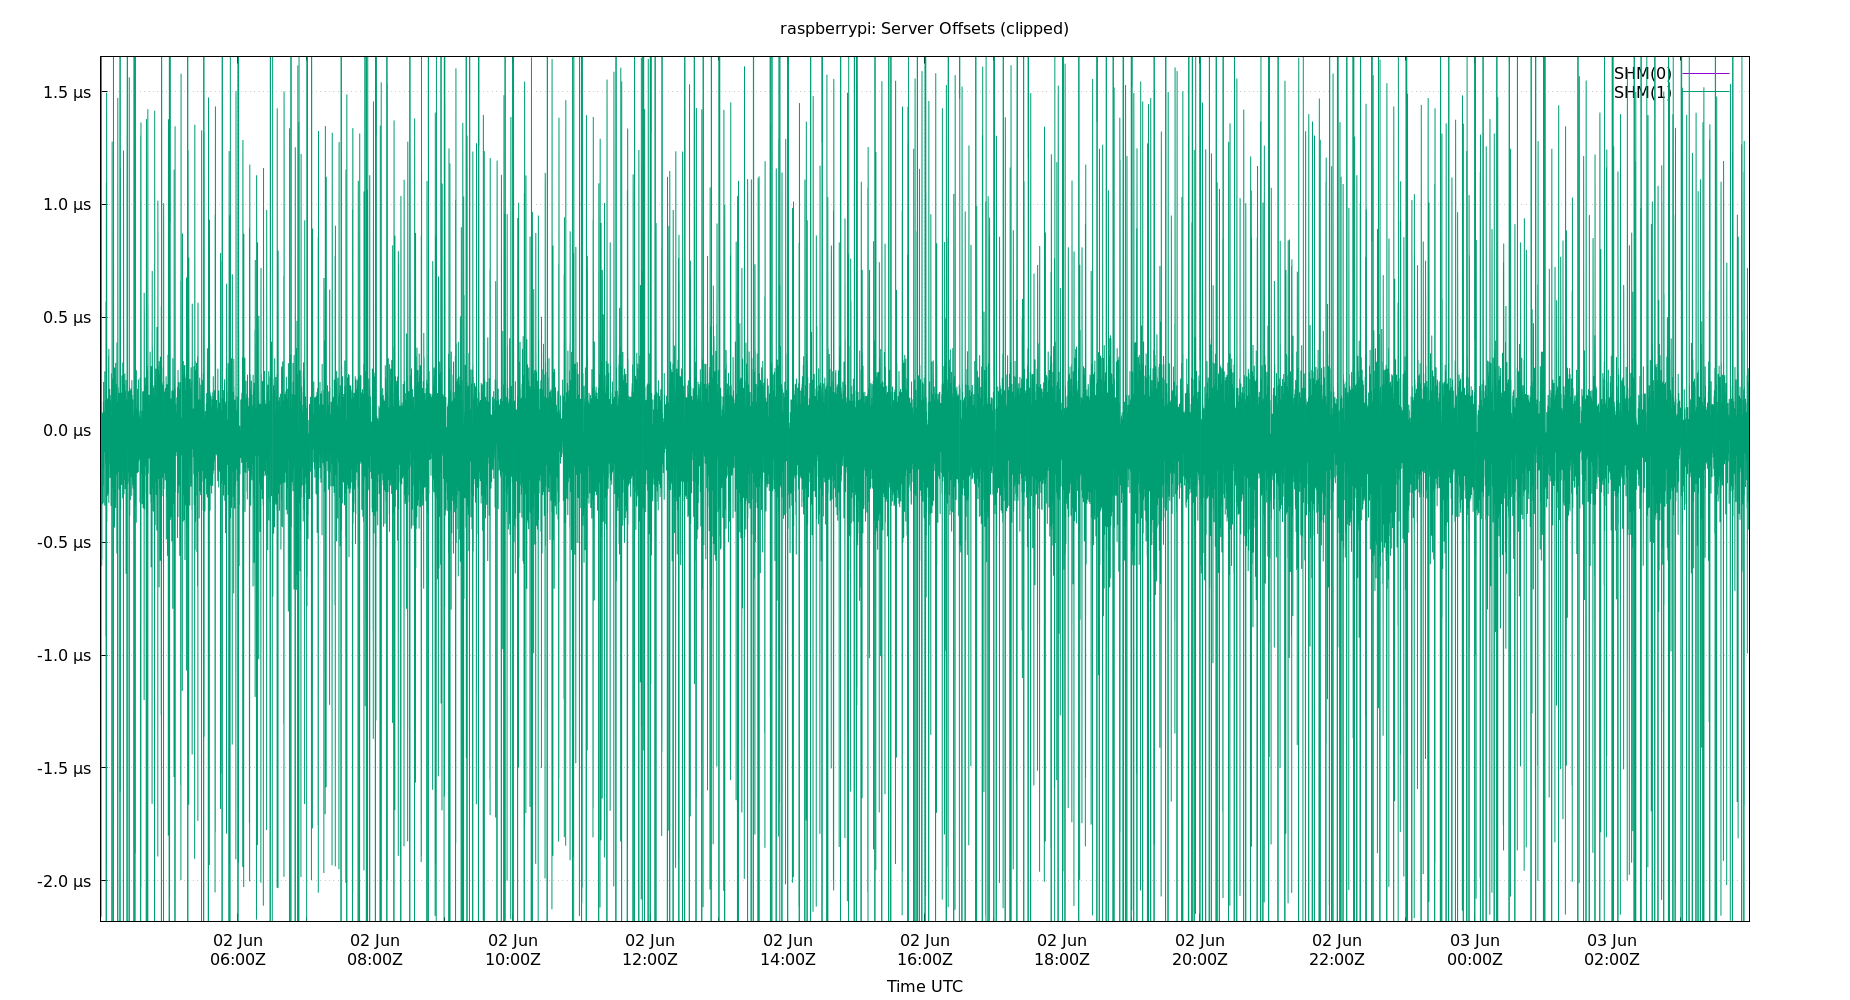 raspberrypi: Server Offsets (clipped)
SHM(0)
SHM(1)
1.5 µs
1.0 µs
0.5 µs
0.0 µs
-0.5 µs
-1.0 µs
-1.5 µs
-2.0 µs
02 Jun 02 Jun 02 Jun 02 Jun 02 Jun 02 Jun 02 Jun 02 Jun 02 Jun 03 Jun 03 Jun
06:00Z 08:00Z 10:00Z 12:00Z 14:00Z 16:00Z 18:00Z 20:00Z 22:00Z 00:00Z 02:00Z
Time UTC